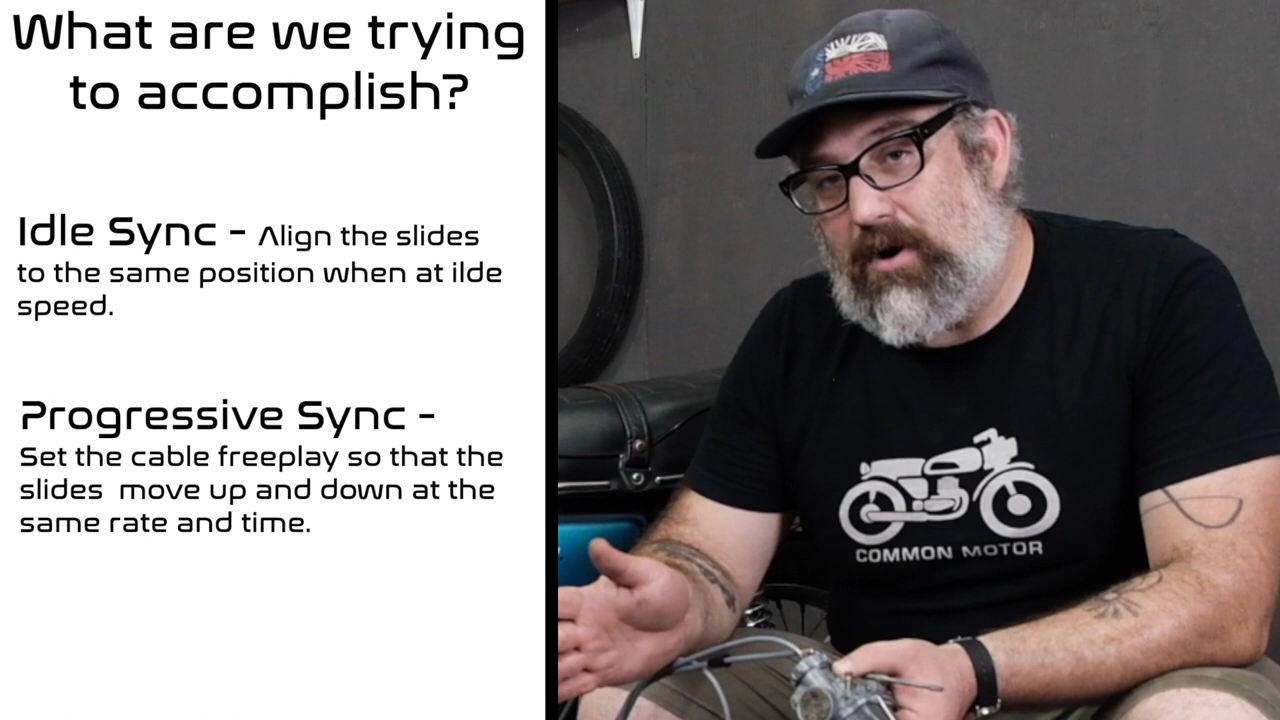 What are we trying
to accomplish?
Idle Sync - Align the slides
to the same position when at ilde
speed.
Progressive Sync -
Set the cable freeplay so that the
slides move up and down at the
same rate and time.
COMMON MOTOR